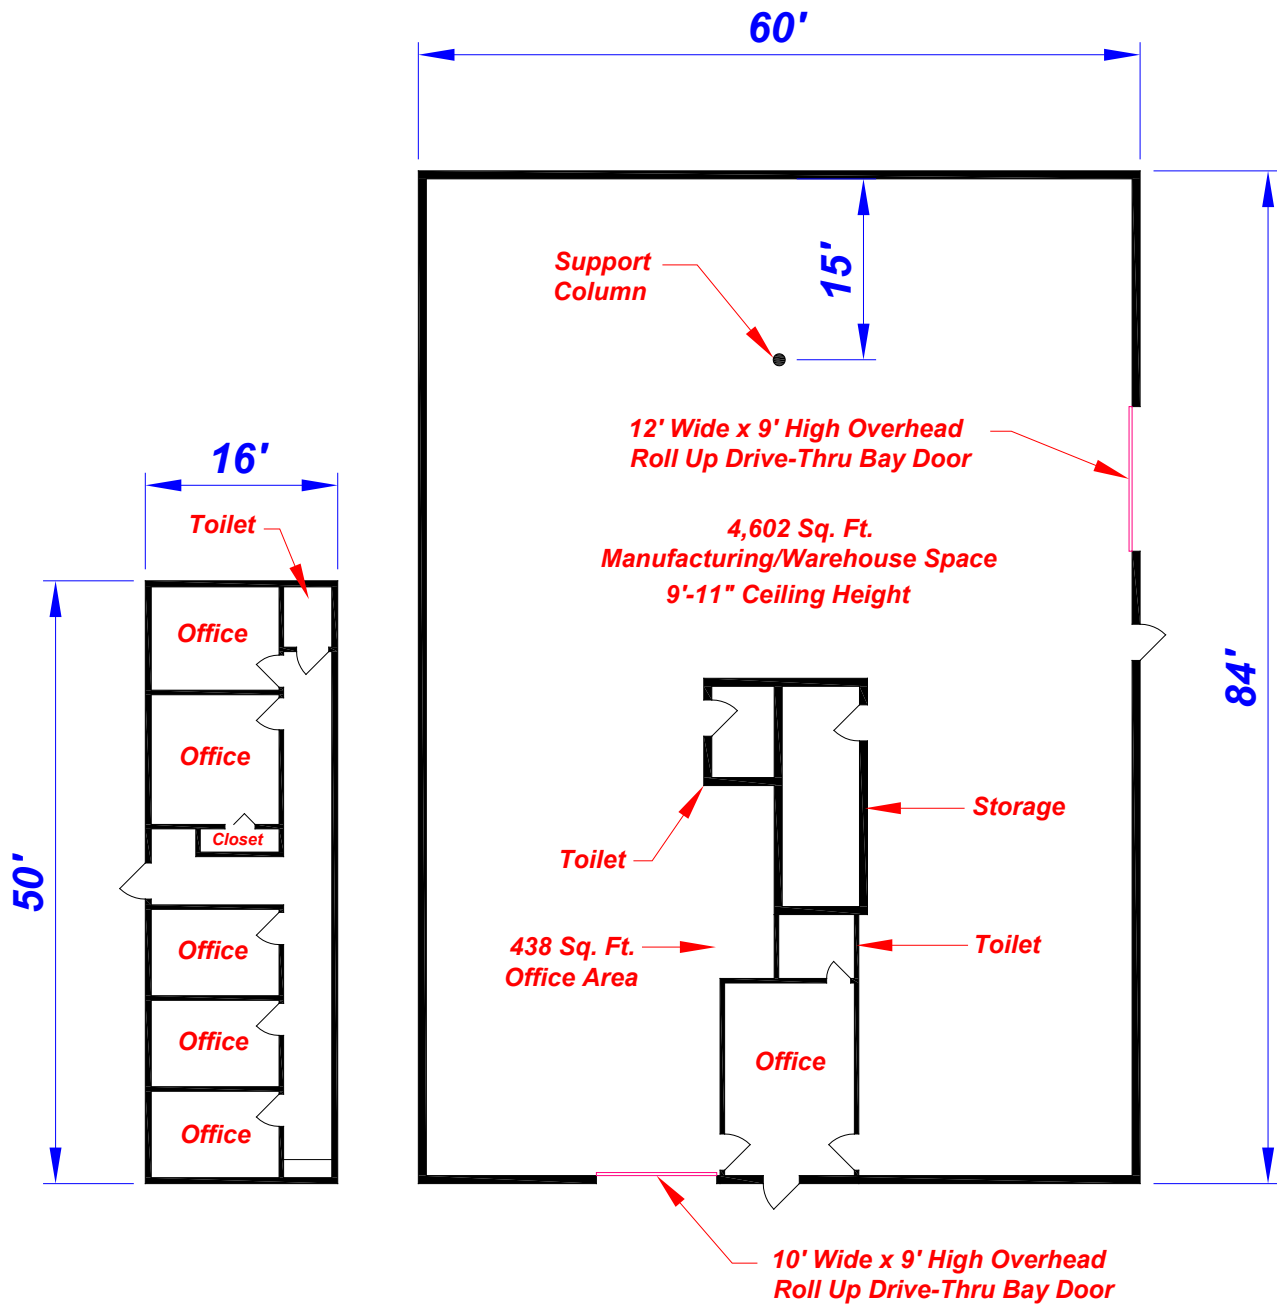 60'
15'
Support
Column
12' Wide x 9' High Overhead
Roll Up Drive-Thru Bay Door
16'
Toilet
4,602 Sq. Ft.
Manufacturing/Warehouse Space
9'-11" Ceiling Height
84'
50'
Office
Office
Closet
Office
Office
Office
Storage
Toilet
438 Sq. Ft.
Office Area
Toilet
Office
10' Wide x 9' High Overhead
Roll Up Drive-Thru Bay Door